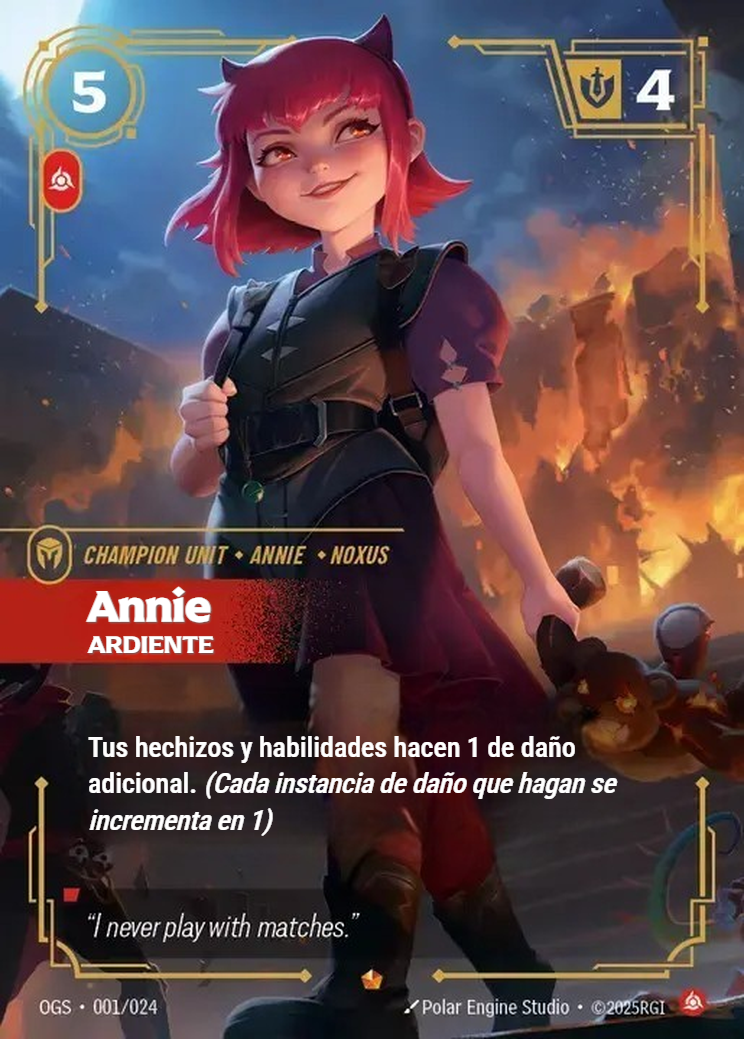 5
4
CHAMPION UNIT • ANNIE • NOXUS
Annie
ARDIENTE
Tus hechizos y habilidades hacen 1 de daño
adicional. (Cada instancia de daño que hagan se
incrementa en 1)
“I never play with matches.”
OGS • 001/024
Polar Engine Studio • ©2025RGI